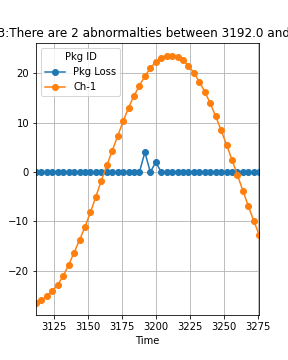 3:There are 2 abnormalties between 3192.0 and
Pkg ID
Pkg Loss
Ch-1
20
10
0
−10
−20
3125 3150 3175 3200 3225 3250 3275
Time